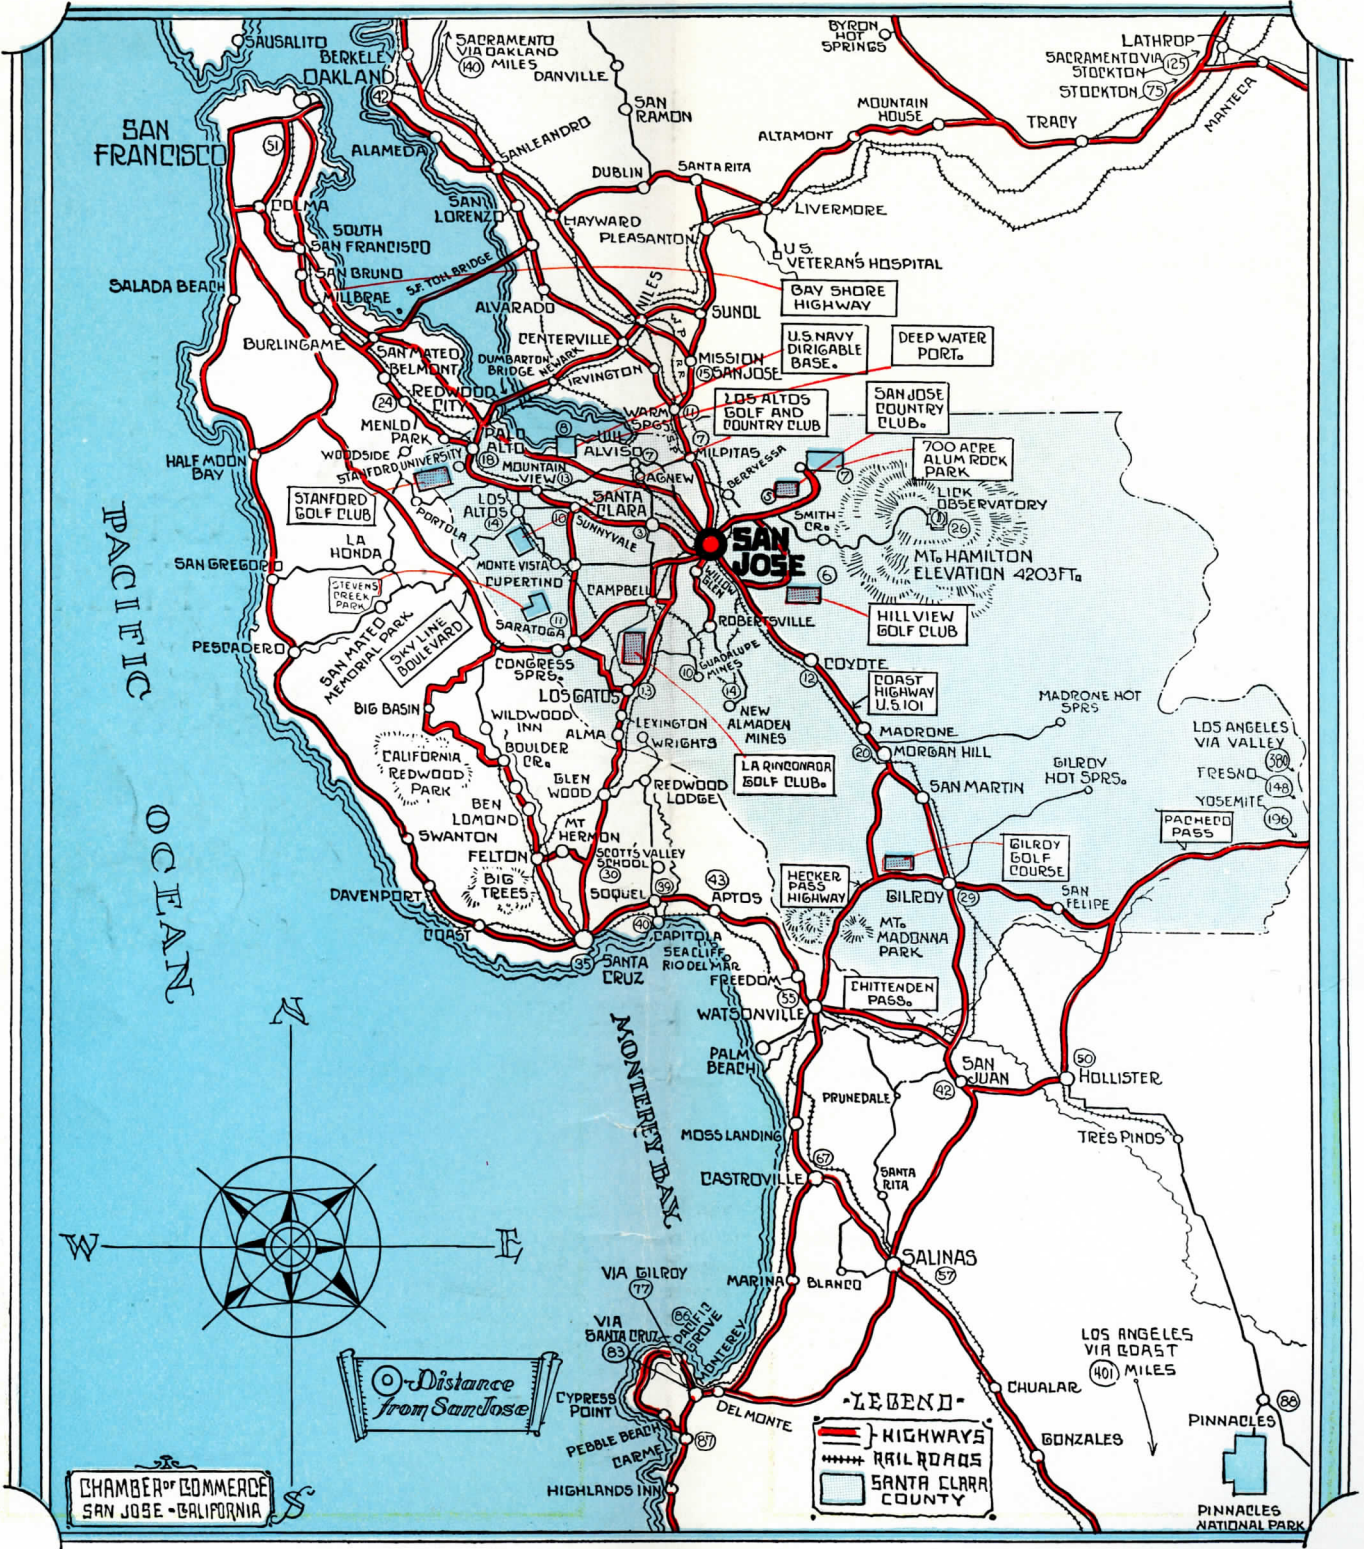 SAUSALITO
BERKELEY
OAKLAND
42
SACRAMENTO
VIA OAKLAND
140 MILES
DANVILLE
SAN
RAMON
BYRON
HOT
SPRINGS
LATHROP
SACRAMENTO VIA
STOCKTON 125
STOCKTON 75
MANTECA
MOUNTAIN
HOUSE
TRACY
ALTAMONT
SAN
FRANCISCO
51
ALAMEDA
SANLEANDRO
DUBLIN
SANTA RITA
LIVERMORE
COLMA
SAN
LORENZO
HAYWARD
PLEASANTON
U.S.
VETERAN'S HOSPITAL
SOUTH
SAN FRANCISCO
SAN BRUNO
MILLBRAE
SALADA BEACH
S.F. TOLL BRIDGE
ALVARADO
NILES
SUNOL
BAY SHORE
HIGHWAY
BURLINGAME
SAN MATEO
BELMONT
CENTERVILLE
DUMBARTON
BRIDGE
NEWARK
IRVINGTON
W.P.
R.R.
MISSION
15 SAN JOSE
U.S. NAVY
DIRIGABLE
BASE.
DEEP WATER
PORT.
24
REDWOOD
CITY
LOS ALTOS
GOLF AND
COUNTRY CLUB
SAN JOSE
COUNTRY
CLUB.
MENLO
PARK
PALO
ALTO
18
8
WARM
SPGS.
11
ALVISO 7
7
MILPITAS
700 ACRE
ALUM ROCK
PARK
HALF MOON
BAY
WOODSIDE
STANFORD UNIVERSITY
MOUNTAIN
VIEW 13
AGNEW
BERRYESSA
5
7
STANFORD
GOLF CLUB
PORTOLA
LOS
ALTOS
14
10
SUNNYVALE
SANTA
CLARA
3
SMITH
CR.
LICK
OBSERVATORY
26
MT. HAMILTON
ELEVATION 4203 FT.
SAN
JOSE
LA
HONDA
SAN GREGORIO
MONTE VISTA
CUPERTINO
CAMPBELL
WILLOW
GLEN
6
STEVENS
CREEK
PARK
11
SARATOGA
ROBERTSVILLE
HILLVIEW
GOLF CLUB
PESCADERO
SAN MATEO
MEMORIAL PARK
SKY LINE
BOULEVARD
CONGRESS
SPRS.
10
GUADALUPE
MINES
COYOTE
12
LOS GATOS
13
14
NEW
ALMADEN
MINES
COAST
HIGHWAY
U.S. 101
MADRONE HOT
SPRS
BIG BASIN
WILDWOOD
INN
LEXINGTON
ALMA
WRIGHTS
MADRONE
20
MORGAN HILL
LOS ANGELES
VIA VALLEY
380
FRESNO
148
YOSEMITE
196
CALIFORNIA
REDWOOD
PARK
BOULDER
CR.
GLEN
WOOD
REDWOOD
LODGE
LA RINCONADA
GOLF CLUB.
SAN MARTIN
GILROY
HOT SPRS.
PACHECO
PASS
BEN
LOMOND
SWANTON
MT
HERMON
FELTON
SCOTTS VALLEY
SCHOOL
30
BIG
TREES
GILROY
GOLF
COURSE
HECKER
PASS
HIGHWAY
GILROY
29
SAN
FELIPE
DAVENPORT
SOQUEL
39
43
APTOS
COAST
40
CAPITOLA
SEA CLIFF
RIO DEL MAR
MT.
MADONNA
PARK
35
SANTA
CRUZ
FREEDOM
55
WATSONVILLE
CHITTENDEN
PASS.
PACIFIC
OCEAN
MONTEREY BAY
PALM
BEACH
SAN
JUAN
42
50
HOLLISTER
PRUNEDALE
MOSS LANDING
TRES PINOS
67
CASTROVILLE
SANTA
RITA
SALINAS
57
MARINA
BLANCO
N
W
E
S
VIA GILROY
77
VIA
SANTA CRUZ
83
86
PACIFIC
GROVE
MONTEREY
DEL MONTE
CYPRESS
POINT
PEBBLE BEACH
CARMEL
87
HIGHLANDS INN
LOS ANGELES
VIA COAST
401 MILES
CHUALAR
GONZALES
88
PINNACLES
PINNACLES
NATIONAL PARK
O-Distance
from San Jose
-LEGEND-
HIGHWAYS
RAILROADS
SANTA CLARA
COUNTY
CHAMBER OF COMMERCE
SAN JOSE - CALIFORNIA